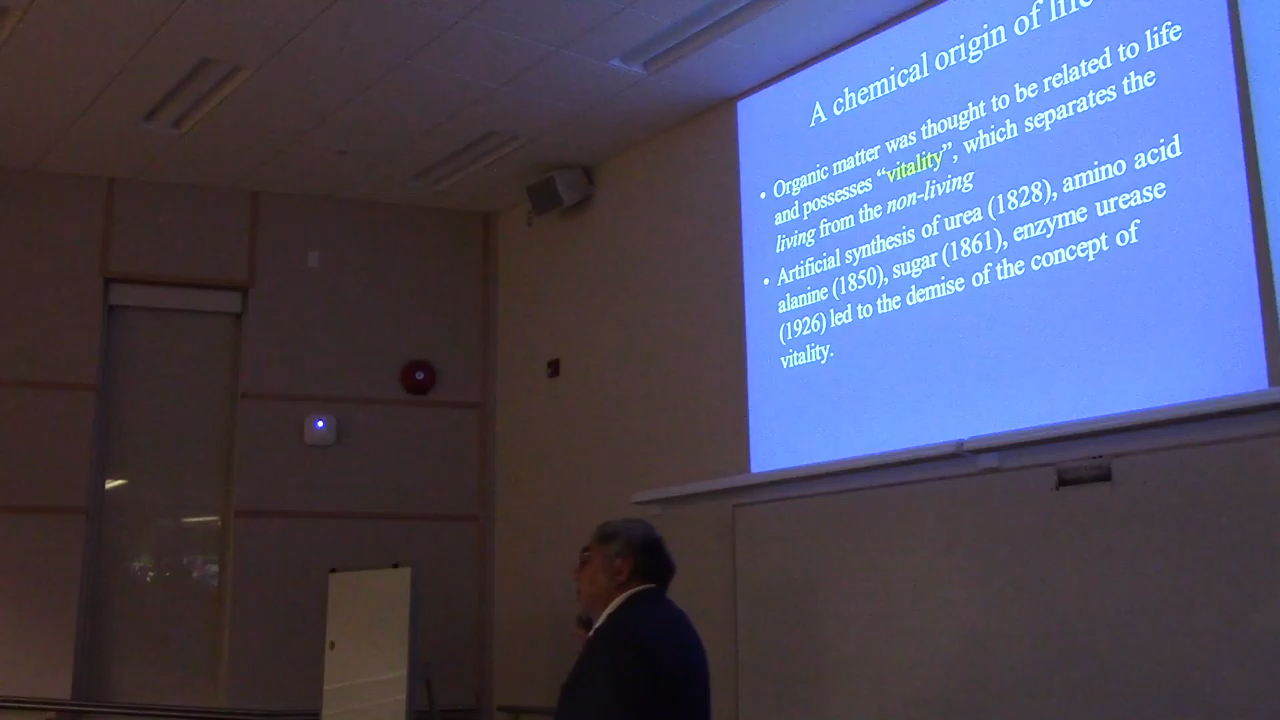 A chemical origin of life
• Organic matter was thought to be related to life
and possesses “vitality”, which separates the
living from the non-living
• Artificial synthesis of urea (1828), amino acid
alanine (1850), sugar (1861), enzyme urease
(1926) led to the demise of the concept of
vitality.